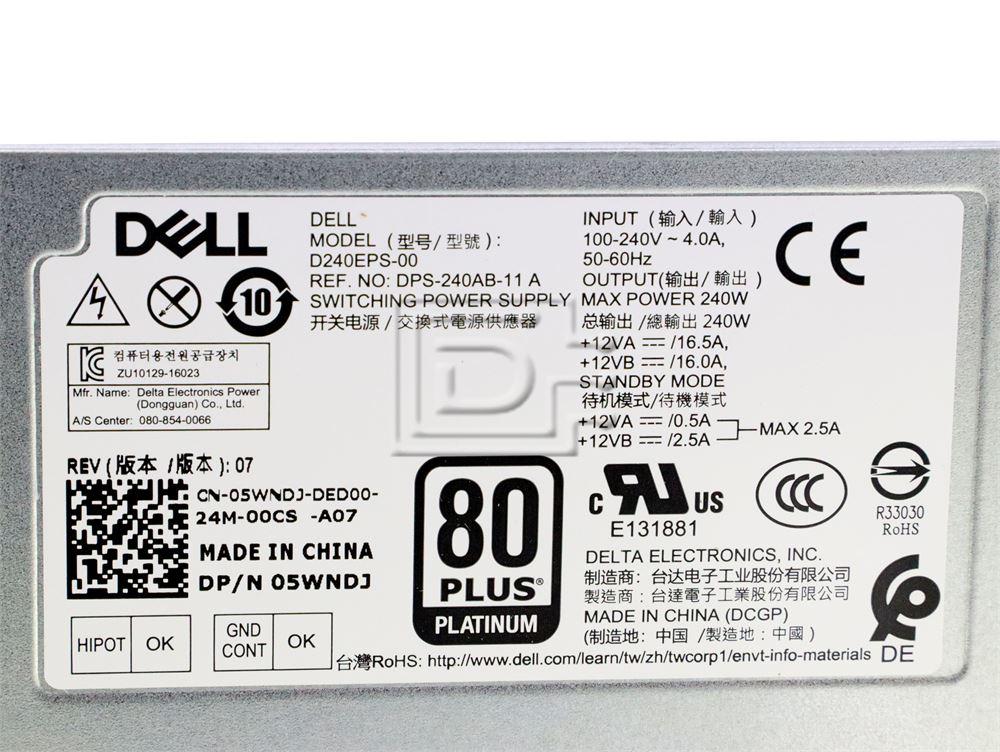 DELL
10
컴퓨터용전원공급장치
ZU10129-16023
Mfr. Name: Delta Electronics Power
(Dongguan) Co., Ltd.
A/S Center: 080-854-0066
REV (版本 /版本): 07
CN-05WNDJ-DED00-
24M-00CS -A07
MADE IN CHINA
DP/N 05WNDJ
HIPOT OK
GND
CONT OK
DELL
MODEL (型号/ 型號):
D240EPS-00
REF. NO: DPS-240AB-11 A
SWITCHING POWER SUPPLY
开关电源 / 交換式電源供應器
80
PLUS®
PLATINUM
INPUT (输入/ 輸入)
100-240V ~ 4.0A,
50-60Hz
OUTPUT(输出/ 輸出)
MAX POWER 240W
总输出 /總輸出 240W
+12VA ⎓ /16.5A,
+12VB ⎓ /16.0A,
STANDBY MODE
待机模式/待機模式
+12VA ⎓ /0.5A
+12VB ⎓ /2.5A
MAX 2.5A
CE
c RU US
E131881
CCC
R33030
RoHS
DELTA ELECTRONICS, INC.
制造商: 台达电子工业股份有限公司
製造商: 台達電子工業股份有限公司
MADE IN CHINA (DCGP)
(制造地: 中国 /製造地: 中國)
DE
台灣RoHS: http://www.dell.com/learn/tw/zh/twcorp1/envt-info-materials